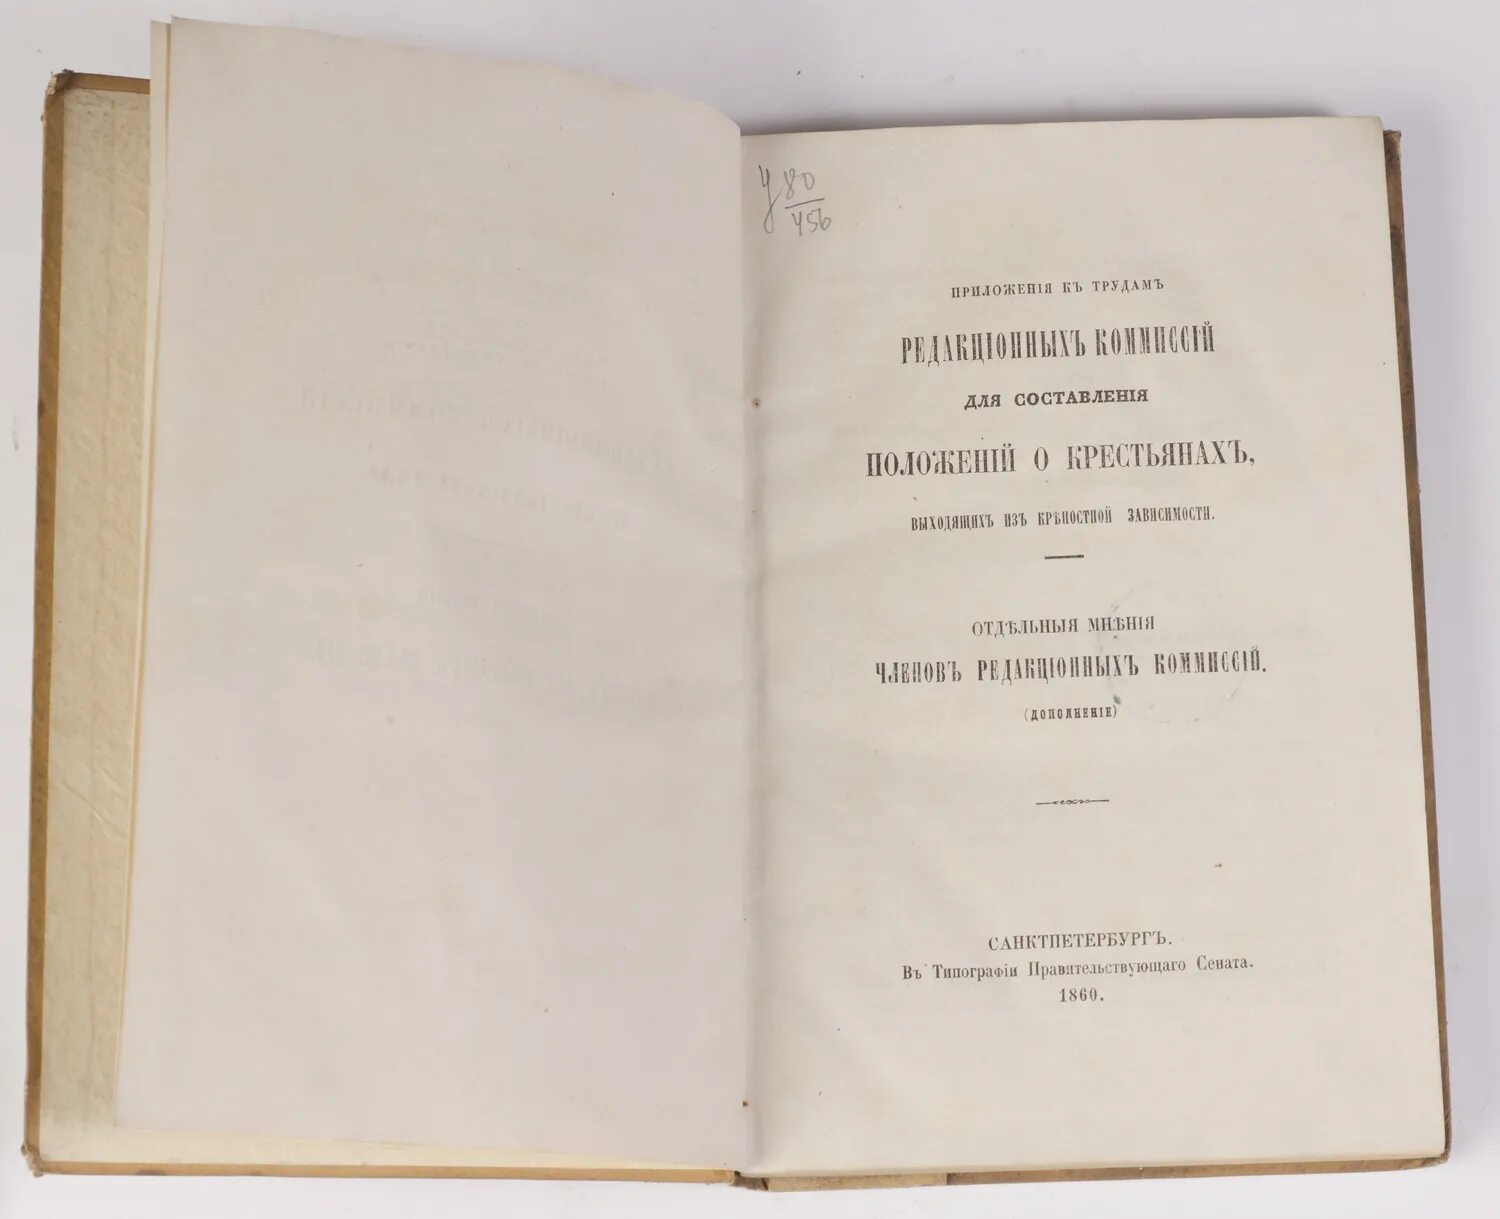 У 80
456
ПРИЛОЖЕНІЯ КЪ ТРУДАМЪ
РЕДАКЦІОННЫХЪ КОММИССІЙ
ДЛЯ СОСТАВЛЕНІЯ
ПОЛОЖЕНІЙ О КРЕСТЬЯНАХЪ,
ВЫХОДЯЩИХЪ ИЗЪ КРѢПОСТНОЙ ЗАВИСИМОСТИ.
ОТДѢЛЬНЫЯ МНѢНІЯ
ЧЛЕНОВЪ РЕДАКЦІОННЫХЪ КОММИССІЙ.
(ДОПОЛНЕНІЕ)
САНКТПЕТЕРБУРГЪ.
Въ Типографіи Правительствующаго Сената.
1860.